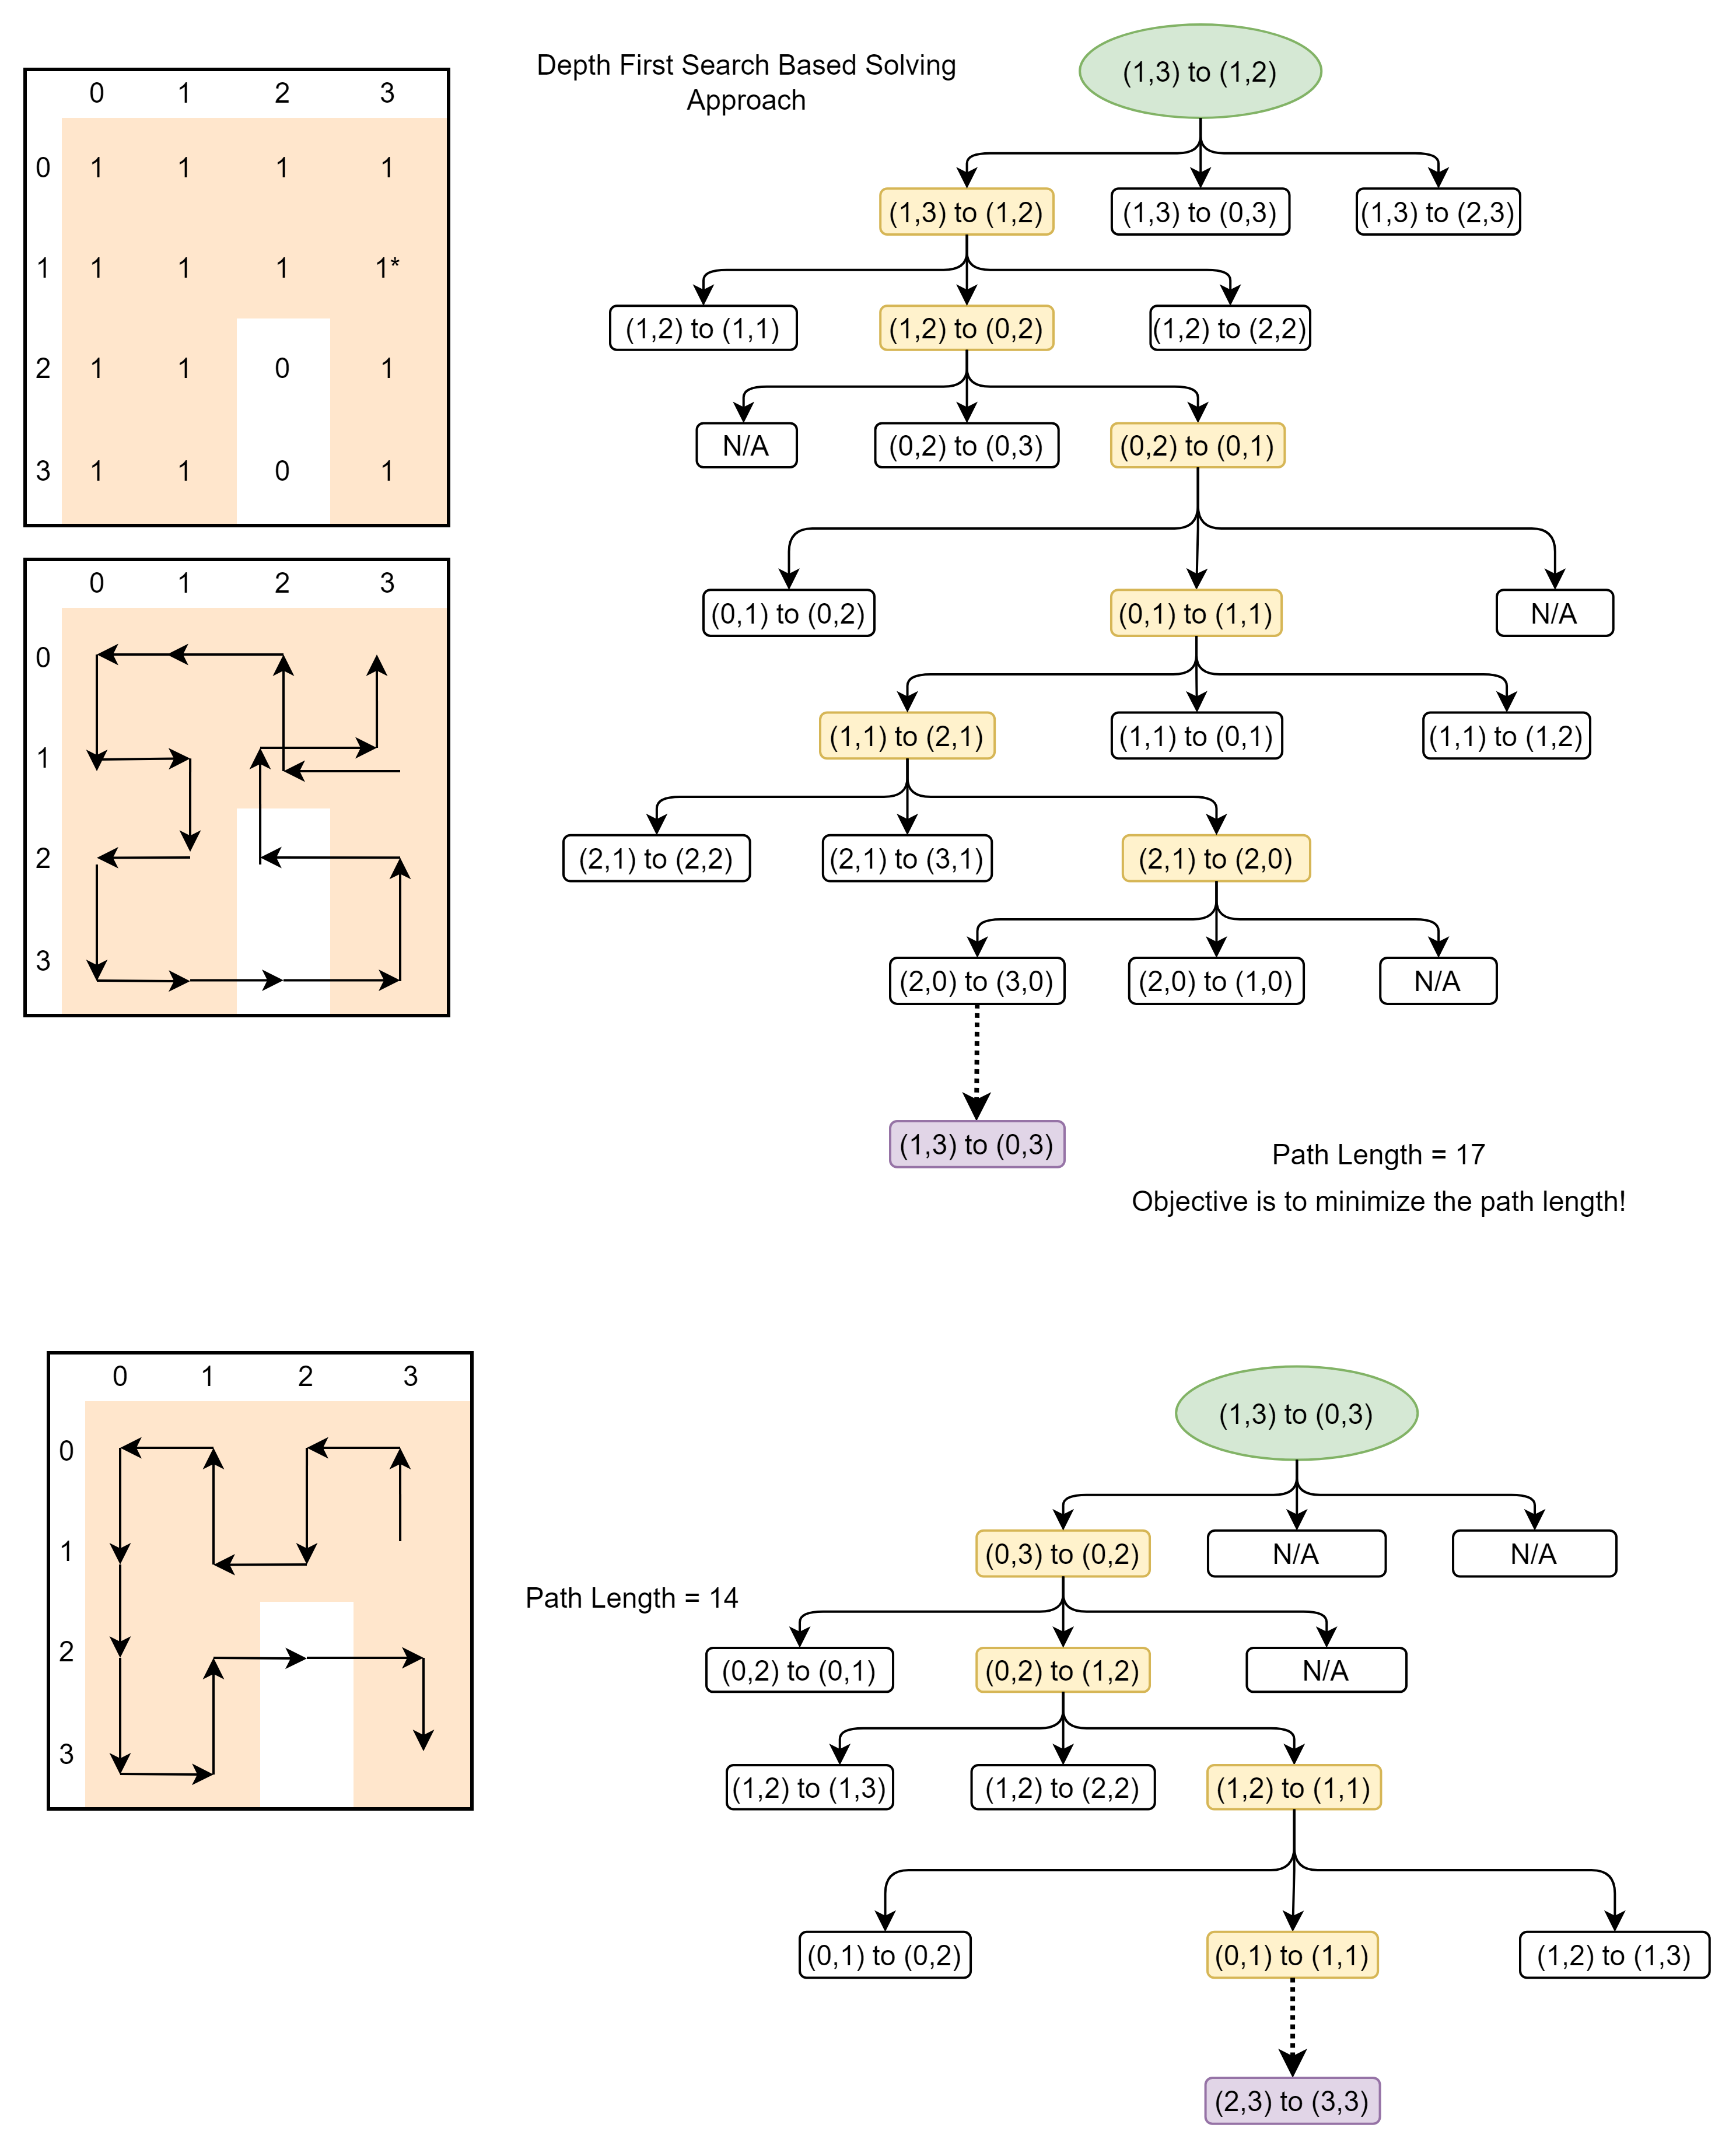 Depth First Search Based Solving
Approach
0 1 2 3
0 1 1 1 1
1 1 1 1 1*
2 1 1 0 1
3 1 1 0 1
(1,3) to (1,2)
(1,3) to (1,2) (1,3) to (0,3) (1,3) to (2,3)
(1,2) to (1,1) (1,2) to (0,2) (1,2) to (2,2)
N/A (0,2) to (0,3) (0,2) to (0,1)
(0,1) to (0,2) (0,1) to (1,1) N/A
(1,1) to (2,1) (1,1) to (0,1) (1,1) to (1,2)
(2,1) to (2,2) (2,1) to (3,1) (2,1) to (2,0)
(2,0) to (3,0) (2,0) to (1,0) N/A
(1,3) to (0,3)
0 1 2 3
0
1
2
3
Path Length = 17
Objective is to minimize the path length!
0 1 2 3
0
1
2
3
Path Length = 14
(1,3) to (0,3)
(0,3) to (0,2) N/A N/A
(0,2) to (0,1) (0,2) to (1,2) N/A
(1,2) to (1,3) (1,2) to (2,2) (1,2) to (1,1)
(0,1) to (0,2) (0,1) to (1,1) (1,2) to (1,3)
(2,3) to (3,3)